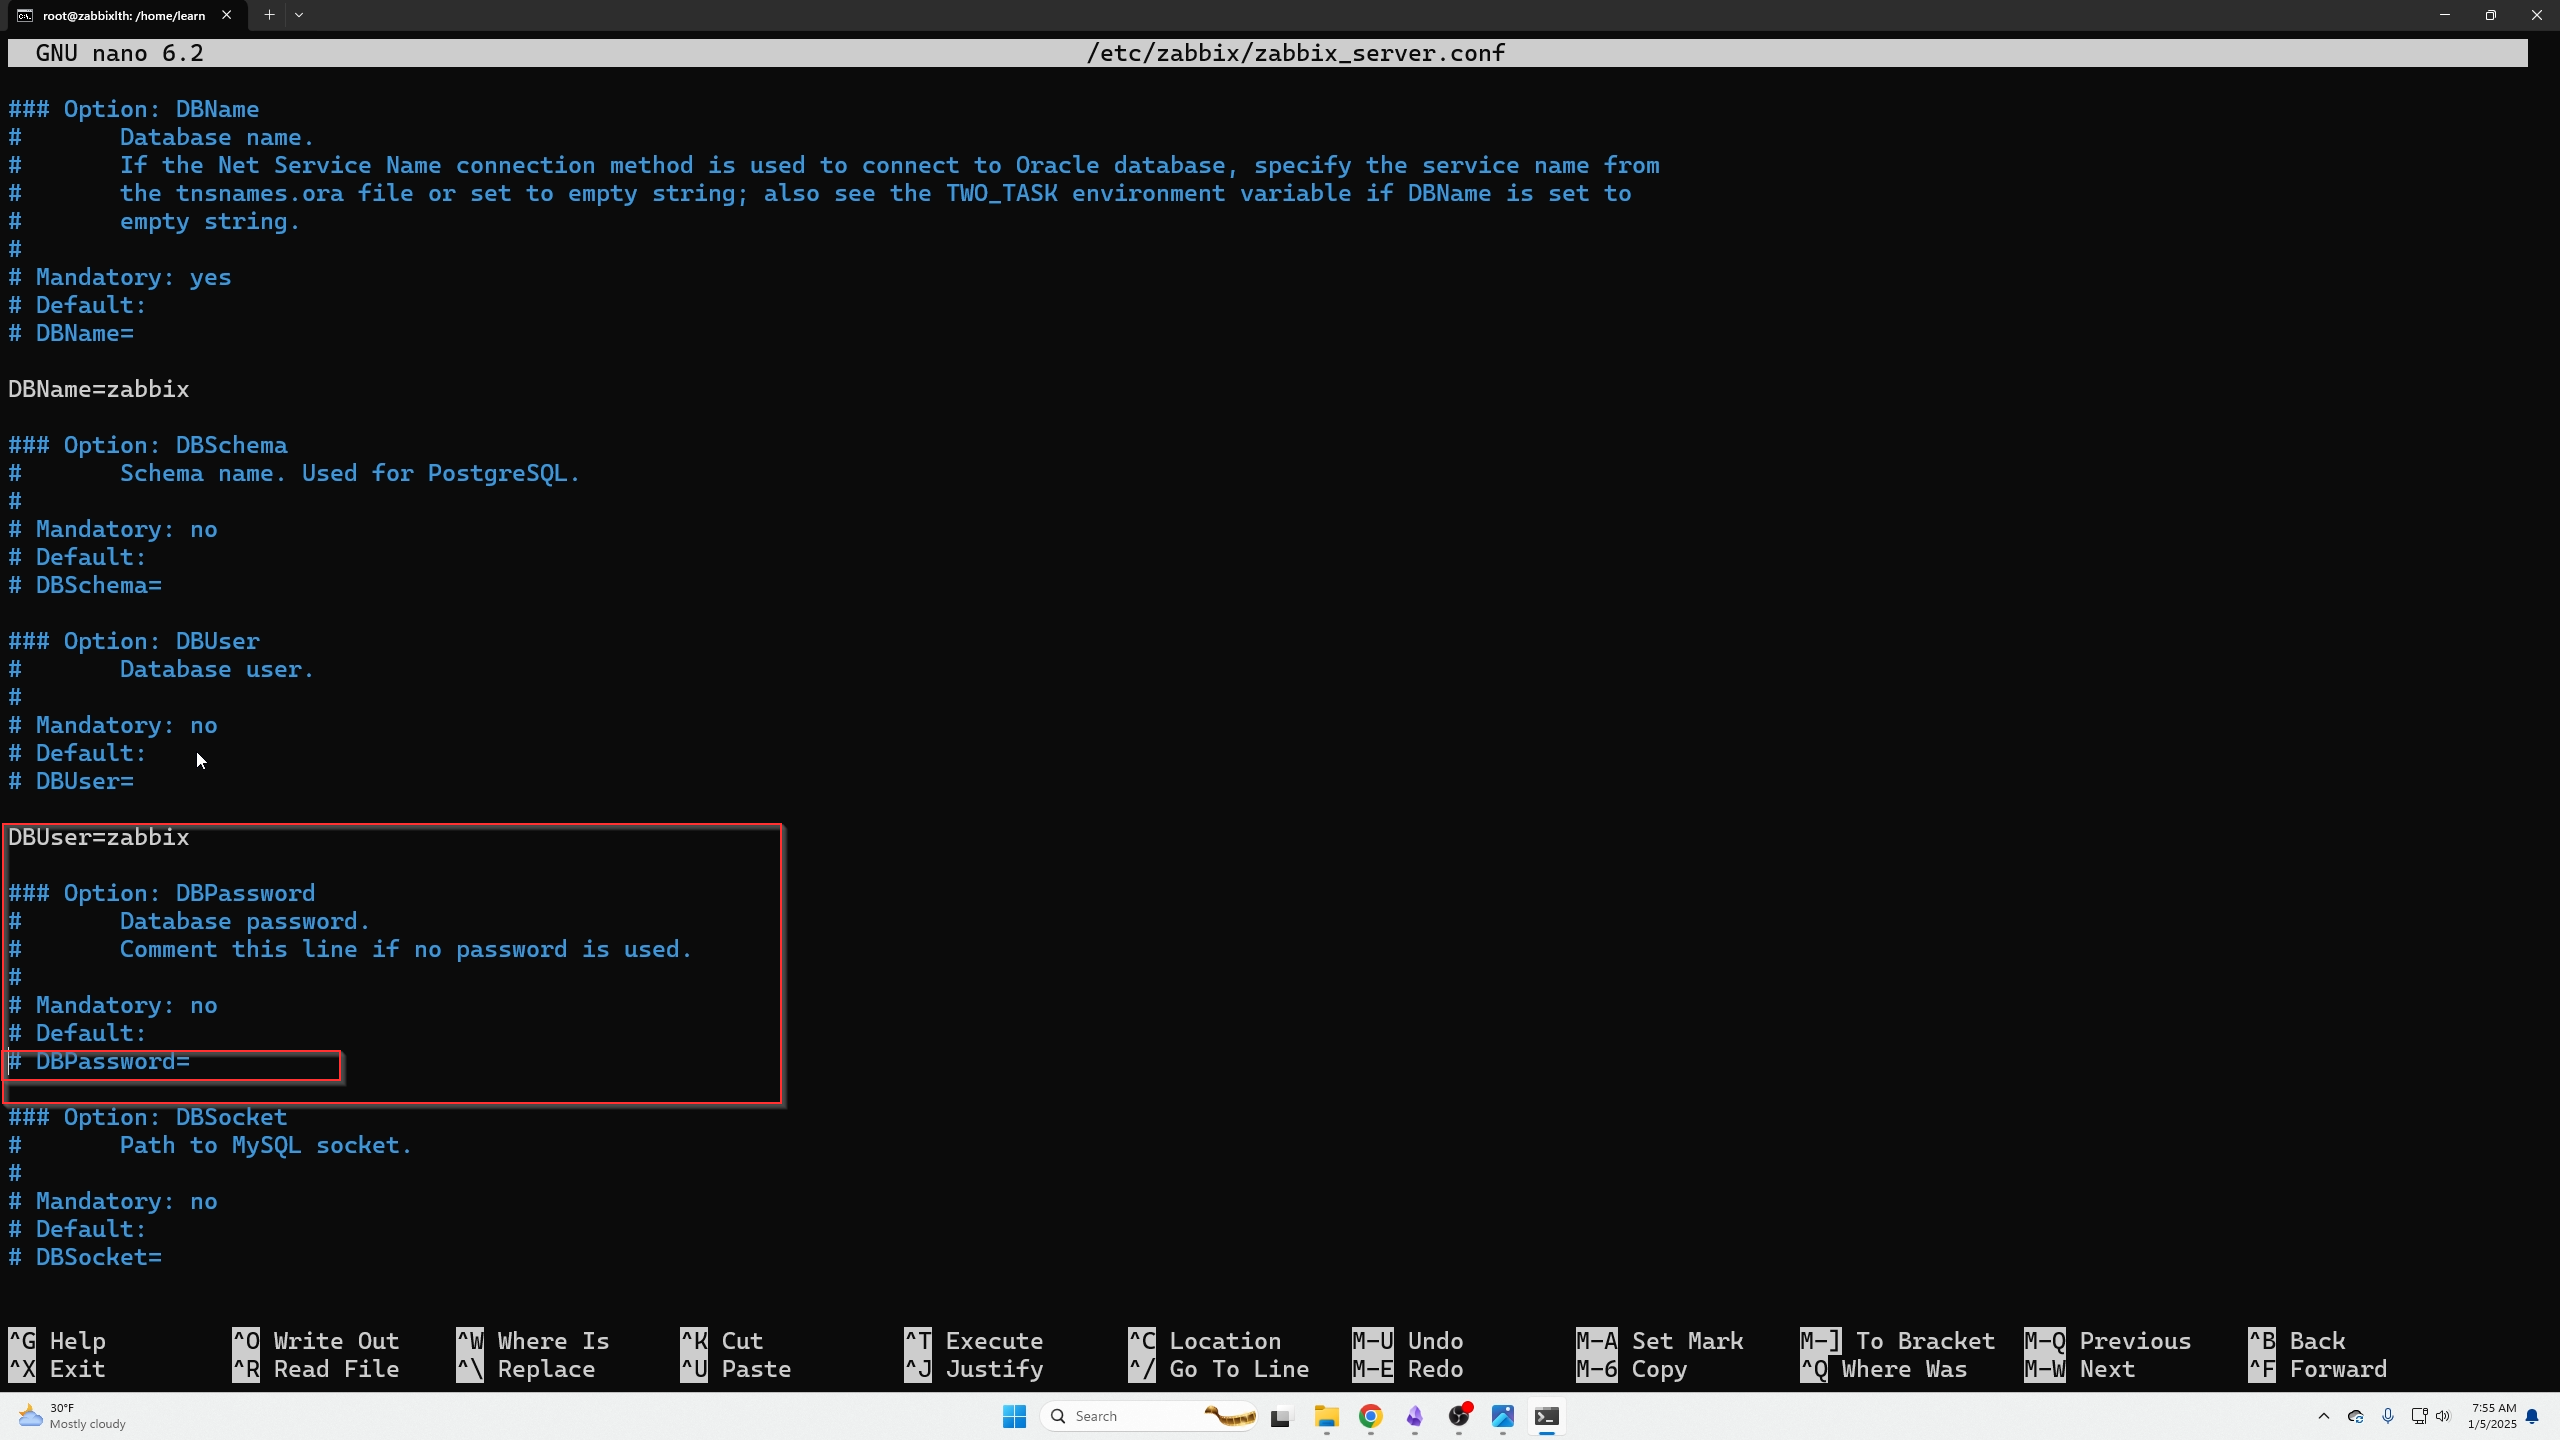 root@zabbixlth: /home/learn
GNU nano 6.2 /etc/zabbix/zabbix_server.conf
### Option: DBName
# Database name.
# If the Net Service Name connection method is used to connect to Oracle database, specify the service name from
# the tnsnames.ora file or set to empty string; also see the TWO_TASK environment variable if DBName is set to
# empty string.
#
# Mandatory: yes
# Default:
# DBName=
DBName=zabbix
### Option: DBSchema
# Schema name. Used for PostgreSQL.
#
# Mandatory: no
# Default:
# DBSchema=
### Option: DBUser
# Database user.
#
# Mandatory: no
# Default:
# DBUser=
DBUser=zabbix
### Option: DBPassword
# Database password.
# Comment this line if no password is used.
#
# Mandatory: no
# Default:
# DBPassword=
### Option: DBSocket
# Path to MySQL socket.
#
# Mandatory: no
# Default:
# DBSocket=
^G Help ^O Write Out ^W Where Is ^K Cut ^T Execute ^C Location M-U Undo M-A Set Mark M-] To Bracket M-Q Previous ^B Back
^X Exit ^R Read File ^\ Replace ^U Paste ^J Justify ^/ Go To Line M-E Redo M-6 Copy ^Q Where Was M-W Next ^F Forward
30°F
Mostly cloudy
Search
7:55 AM
1/5/2025